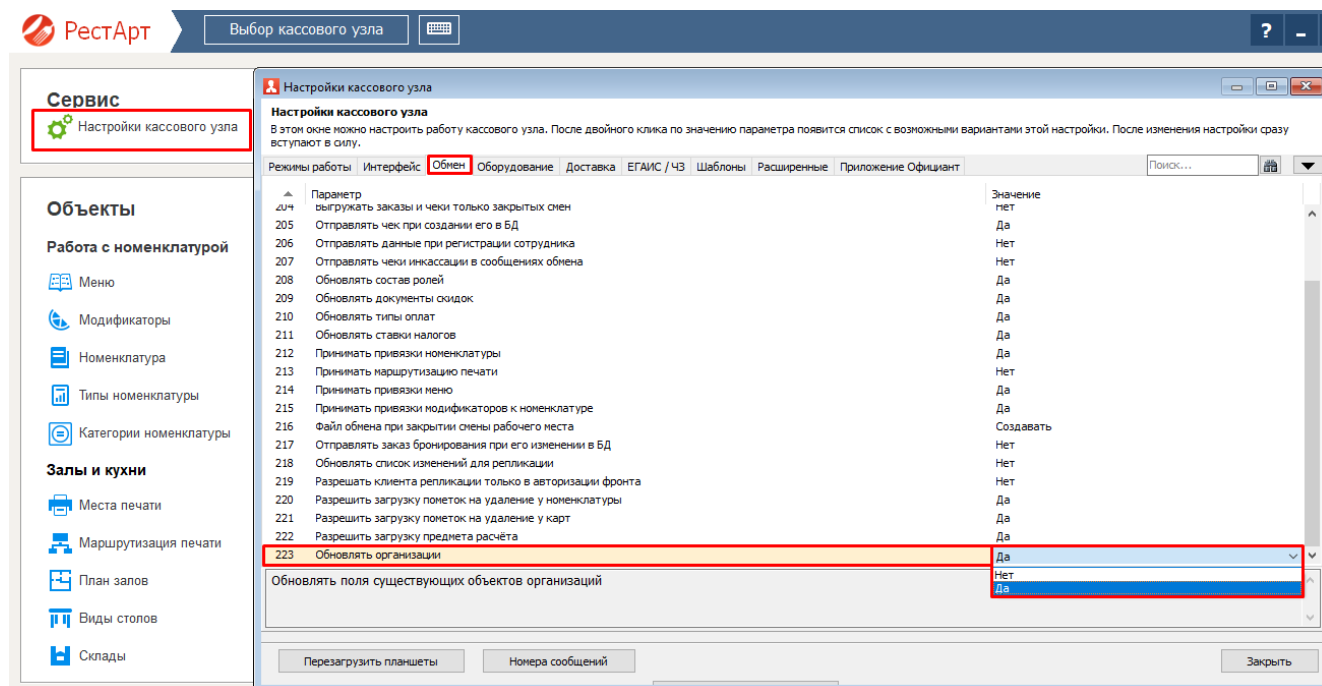 РестАрт
Выбор кассового узла
?
Сервис
Настройки кассового узла
Объекты
Работа с номенклатурой
Меню
Модификаторы
Номенклатура
Типы номенклатуры
Категории номенклатуры
Залы и кухни
Места печати
Маршрутизация печати
План залов
Виды столов
Склады
Настройки кассового узла
Настройки кассового узла
В этом окне можно настроить работу кассового узла. После двойного клика по значению параметра появится список с возможными вариантами этой настройки. После изменения настройки сразу
вступают в силу.
Режимы работы Интерфейс Обмен Оборудование Доставка ЕГАИС / ЧЗ Шаблоны Расширенные Приложение Официант Поиск...
Параметр Значение
204 Выгружать заказы и чеки только закрытых смен Нет
205 Отправлять чек при создании его в БД Да
206 Отправлять данные при регистрации сотрудника Нет
207 Отправлять чеки инкассации в сообщениях обмена Нет
208 Обновлять состав ролей Да
209 Обновлять документы скидок Да
210 Обновлять типы оплат Да
211 Обновлять ставки налогов Да
212 Принимать привязки номенклатуры Да
213 Принимать маршрутизацию печати Нет
214 Принимать привязки меню Да
215 Принимать привязки модификаторов к номенклатуре Да
216 Файл обмена при закрытии смены рабочего места Создавать
217 Отправлять заказ бронирования при его изменении в БД Нет
218 Обновлять список изменений для репликации Нет
219 Разрешать клиента репликации только в авторизации фронта Нет
220 Разрешить загрузку пометок на удаление у номенклатуры Да
221 Разрешить загрузку пометок на удаление у карт Да
222 Разрешить загрузку предмета расчёта Да
223 Обновлять организации Да
Нет
Да
Обновлять поля существующих объектов организаций
Перезагрузить планшеты Номера сообщений Закрыть